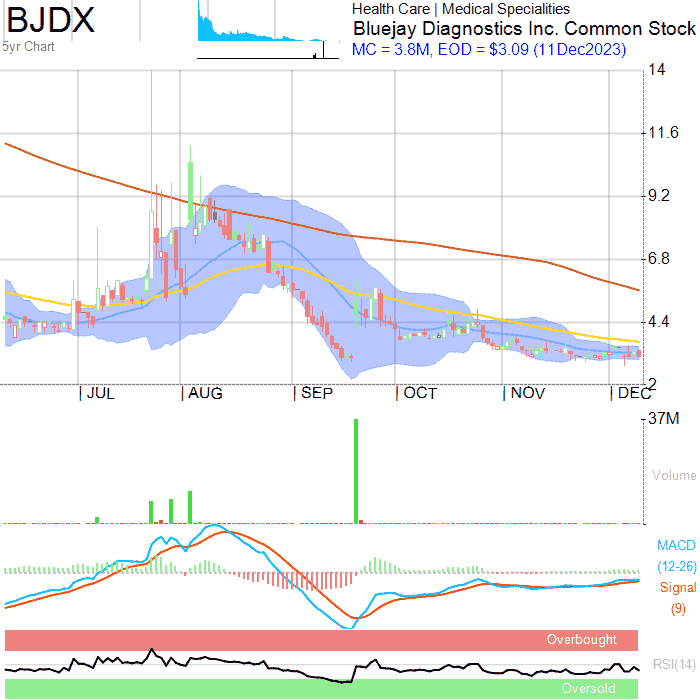 BJDX
5yr Chart
Health Care | Medical Specialities
Bluejay Diagnostics Inc. Common Stock
MC = 3.8M, EOD = $3.09 (11Dec2023)
14
11.6
9.2
6.8
4.4
2
JUL AUG SEP OCT NOV DEC
37M
Volume
MACD
(12-26)
Signal
(9)
Overbought
RSI(14)
Oversold